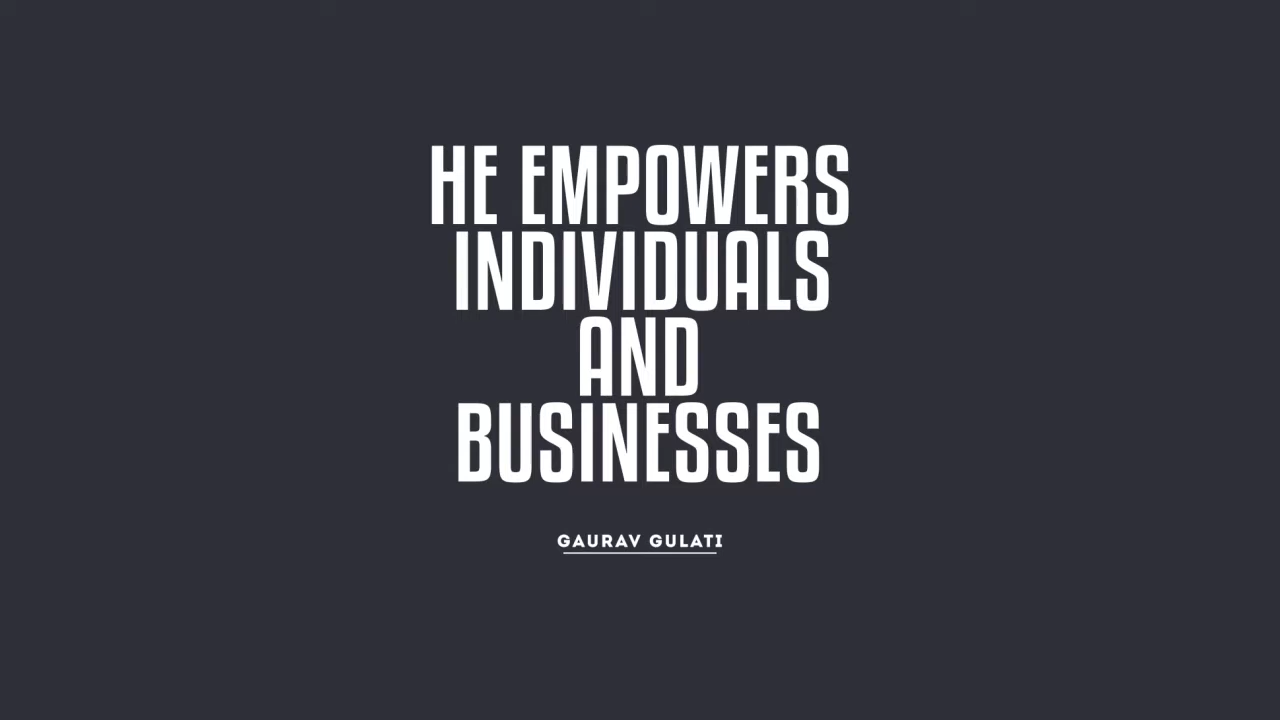 HE EMPOWERS
INDIVIDUALS
AND
BUSINESSES
GAURAV GULATI